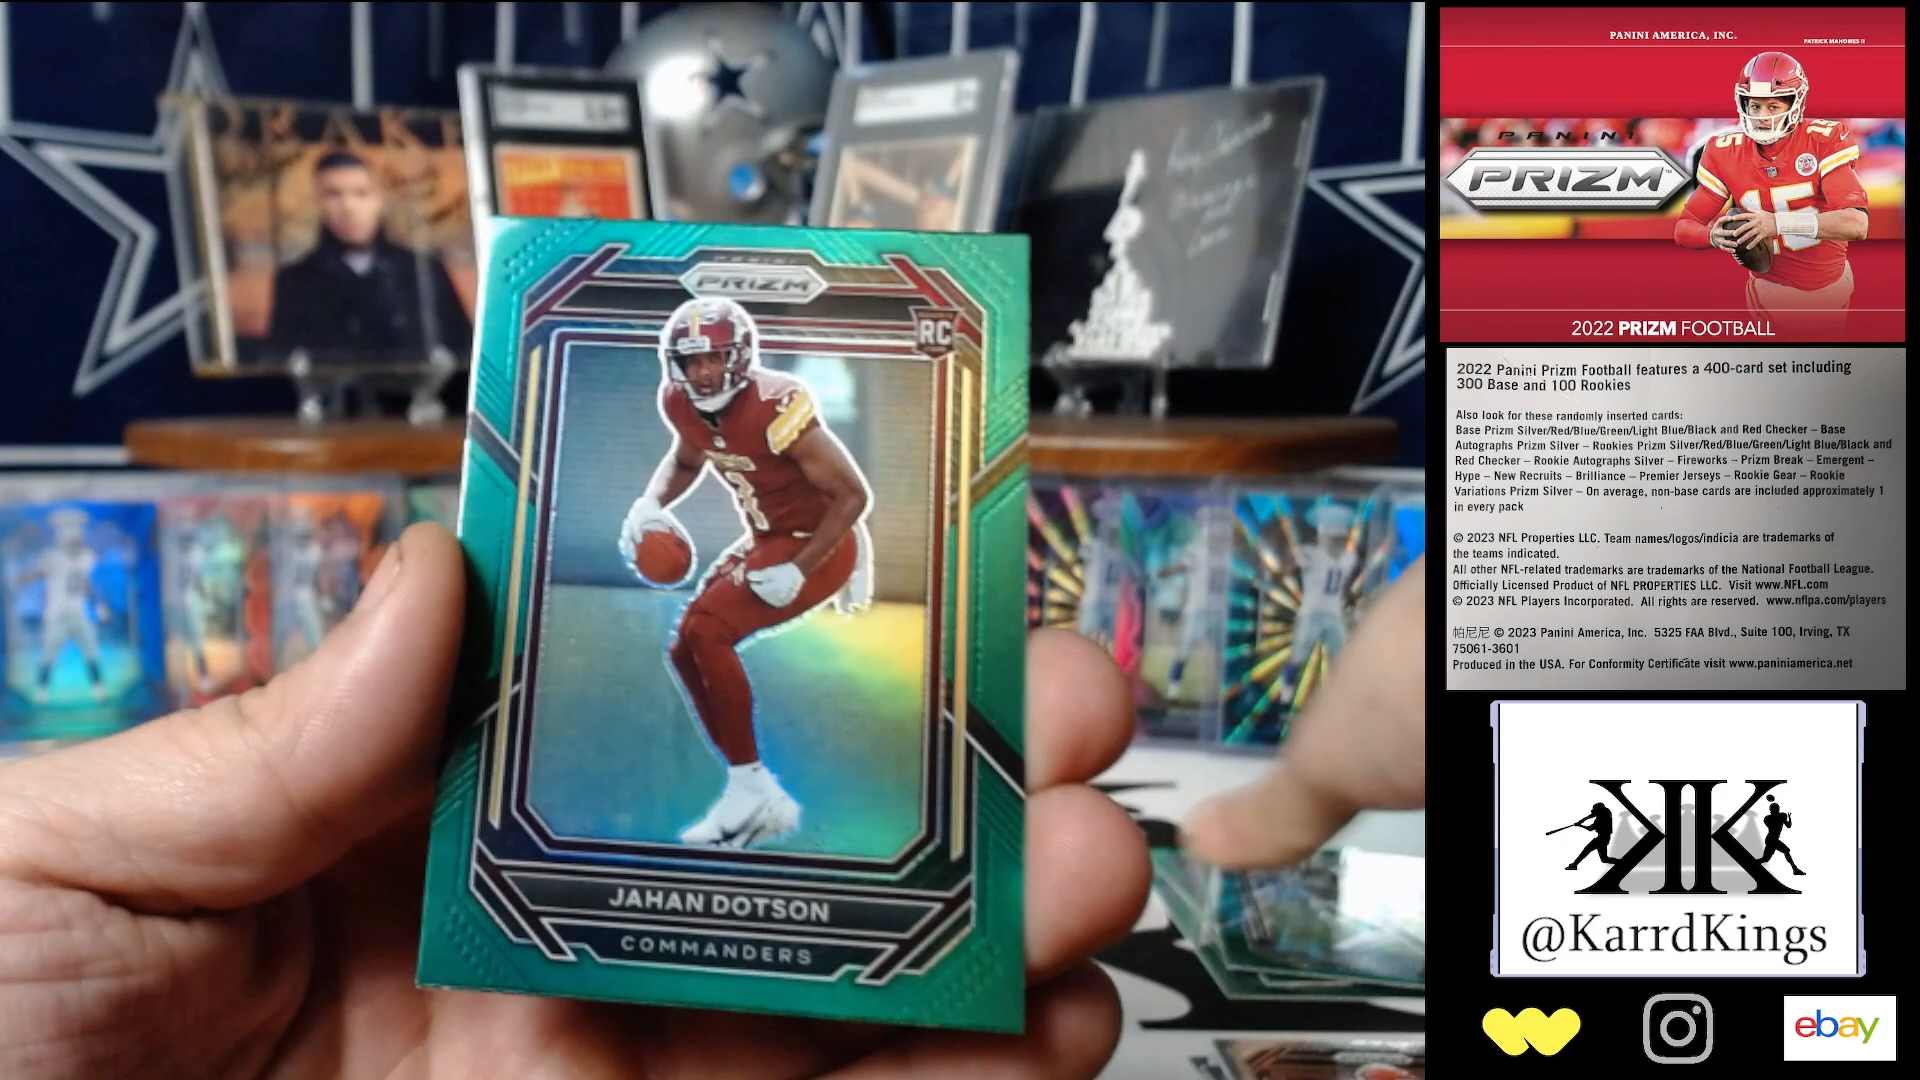 DRAKE
PANINI
PRIZM
RC
JAHAN DOTSON
COMMANDERS
PANINI AMERICA, INC.
PATRICK MAHOMES II
PANINI
PRIZM™
15
15
2022 PRIZM FOOTBALL
2022 Panini Prizm Football features a 400-card set including
300 Base and 100 Rookies
Also look for these randomly inserted cards:
Base Prizm Silver/Red/Blue/Green/Light Blue/Black and Red Checker – Base
Autographs Prizm Silver – Rookies Prizm Silver/Red/Blue/Green/Light Blue/Black and
Red Checker – Rookie Autographs Silver – Fireworks – Prizm Break – Emergent –
Hype – New Recruits – Brilliance – Premier Jerseys – Rookie Gear – Rookie
Variations Prizm Silver – On average, non-base cards are included approximately 1
in every pack
© 2023 NFL Properties LLC. Team names/logos/indicia are trademarks of
the teams indicated.
All other NFL-related trademarks are trademarks of the National Football League.
Officially Licensed Product of NFL PROPERTIES LLC. Visit www.NFL.com
© 2023 NFL Players Incorporated. All rights are reserved. www.nflpa.com/players
帕尼尼 © 2023 Panini America, Inc. 5325 FAA Blvd., Suite 100, Irving, TX
75061-3601
Produced in the USA. For Conformity Certificate visit www.paniniamerica.net
KK
@KarrdKings
ebay